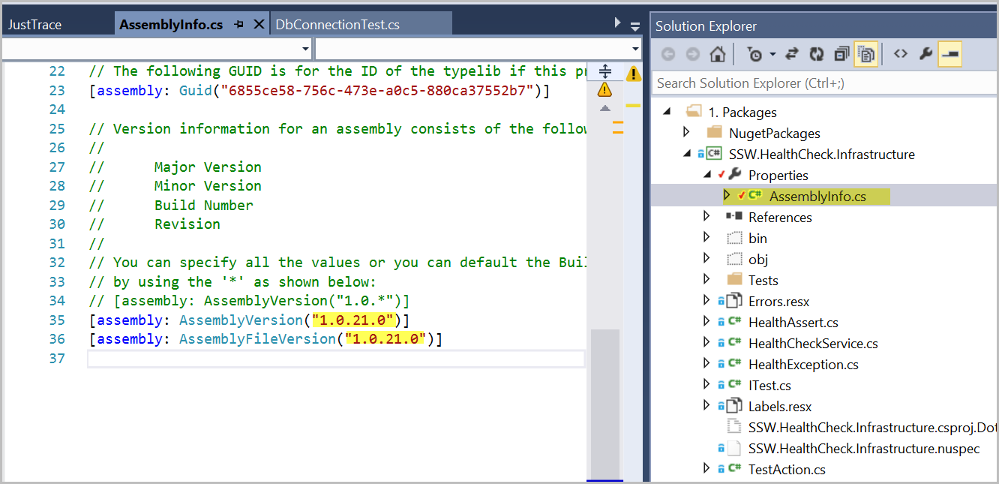 JustTrace
AssemblyInfo.cs
DbConnectionTest.cs
22 // The following GUID is for the ID of the typelib if this pr
23 [assembly: Guid("6855ce58-756c-473e-a0c5-880ca37552b7")]
24
25 // Version information for an assembly consists of the follow
26 //
27 //      Major Version
28 //      Minor Version
29 //      Build Number
30 //      Revision
31 //
32 // You can specify all the values or you can default the Buil
33 // by using the '*' as shown below:
34 // [assembly: AssemblyVersion("1.0.*")]
35 [assembly: AssemblyVersion("1.0.21.0")]
36 [assembly: AssemblyFileVersion("1.0.21.0")]
37
Solution Explorer
Search Solution Explorer (Ctrl+;)
1. Packages
NugetPackages
C# SSW.HealthCheck.Infrastructure
Properties
C# AssemblyInfo.cs
References
bin
obj
Tests
Errors.resx
C# HealthAssert.cs
C# HealthCheckService.cs
C# HealthException.cs
C# ITest.cs
Labels.resx
SSW.HealthCheck.Infrastructure.csproj.Dot
SSW.HealthCheck.Infrastructure.nuspec
C# TestAction.cs